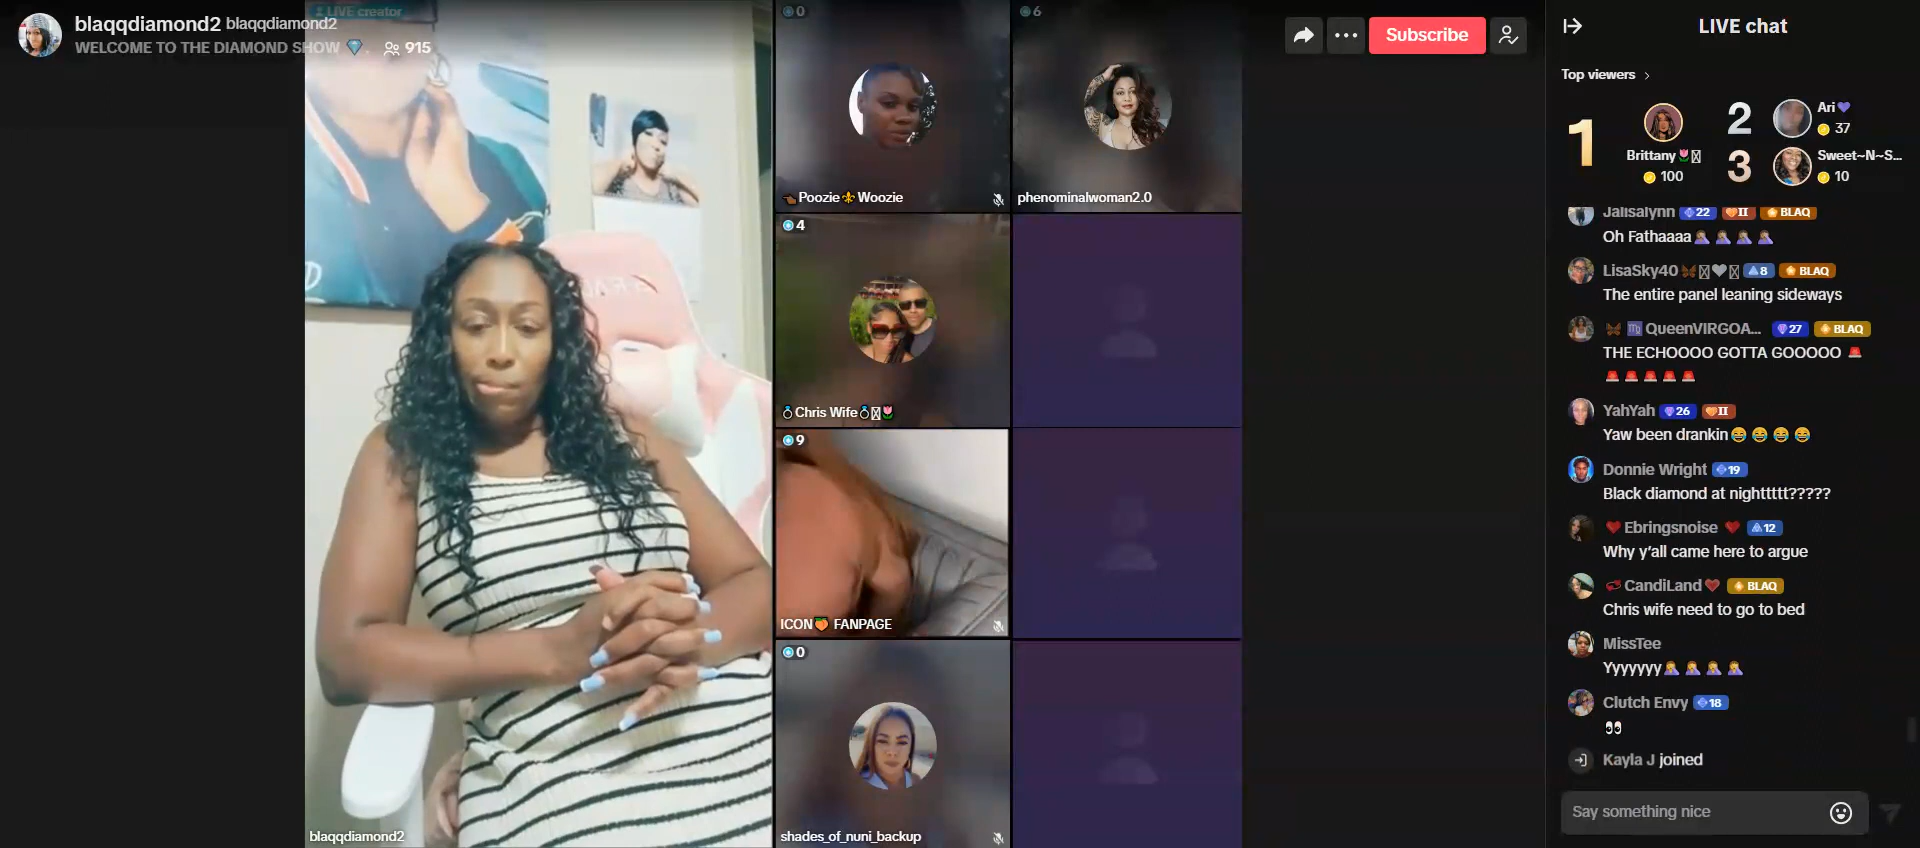 LIVE creator
blaqqdiamond2 blaqqdiamond2
WELCOME TO THE DIAMOND SHOW 💎 915
Subscribe
0
👈🏾Poozie⚜Woozie
6
phenominalwoman2.0
4
💍Chris Wife💍🌷
9
ICON🍑 FANPAGE
0
shades_of_nuni_backup
blaqqdiamond2
LIVE chat
Top viewers >
1
Brittany🌷
100
2
Ari💜
37
3
Sweet~N~S...
10
Jalisalynn 22 II BLAQ
Oh Fathaaaa🤦🏽‍♀️🤦🏽‍♀️🤦🏽‍♀️🤦🏽‍♀️
LisaSky40 8 BLAQ
The entire panel leaning sideways
♍QueenVIRGOA... 27 BLAQ
THE ECHOOOO GOTTA GOOOOO 🚨
🚨🚨🚨🚨🚨
YahYah 26 II
Yaw been drankin😂😂😂😂
Donnie Wright 19
Black diamond at nighttttt?????
❤️Ebringsnoise ❤️ 12
Why y'all came here to argue
CandiLand BLAQ
Chris wife need to go to bed
MissTee
Yyyyyyy🤦‍♀️🤦‍♀️🤦‍♀️🤦‍♀️
Clutch Envy 18
👀
Kayla J joined
Say something nice